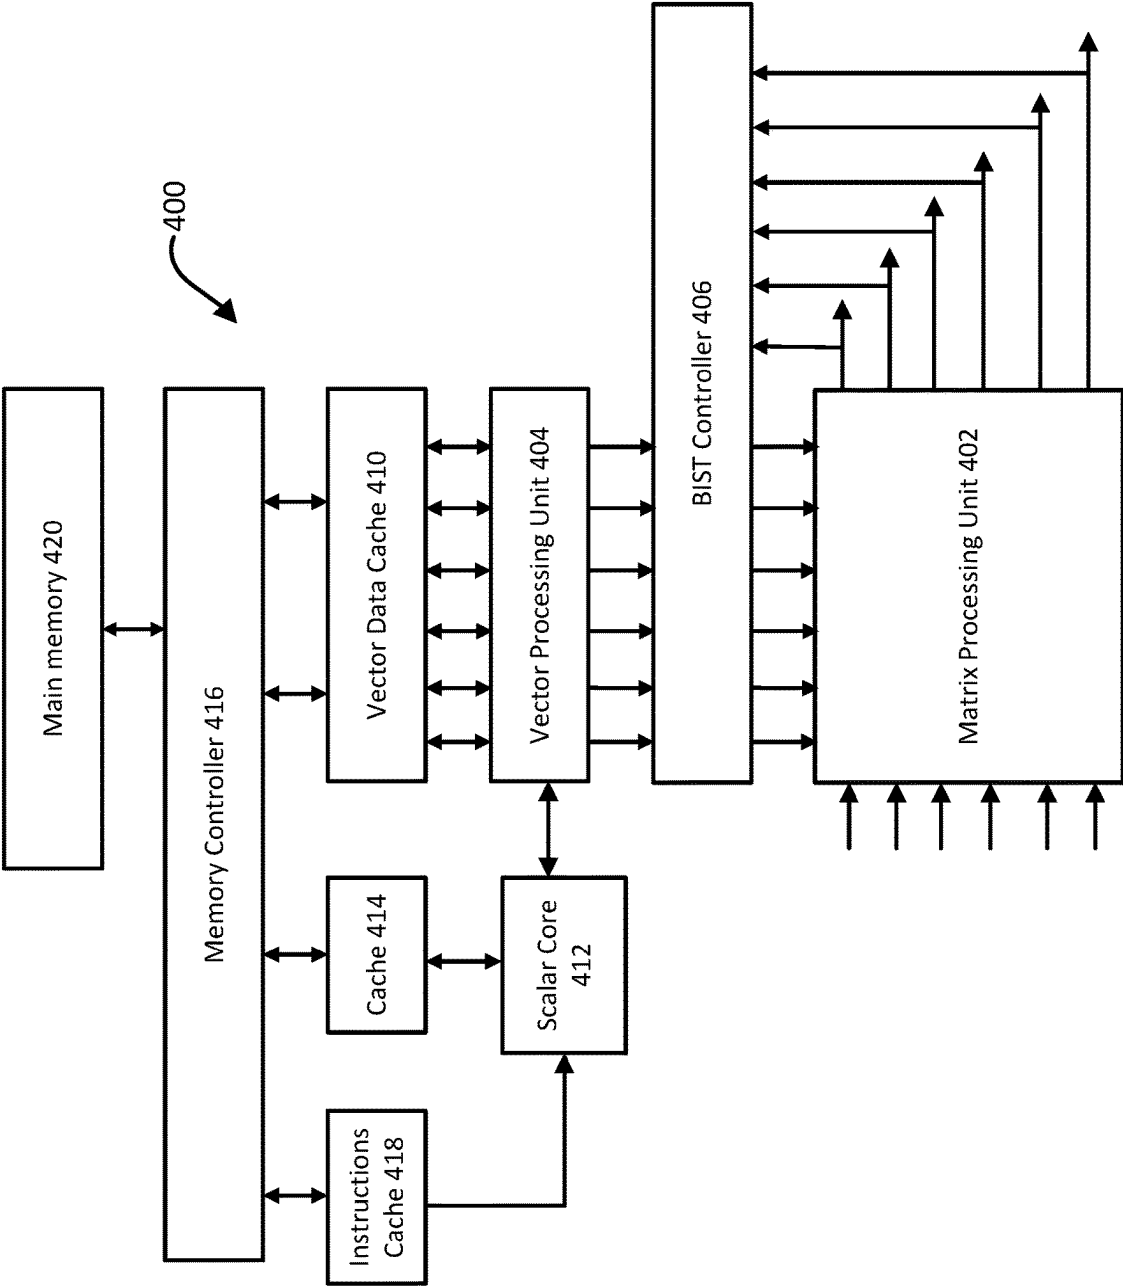 400
Main memory 420
Memory Controller 416
Instructions
Cache 418
Cache 414
Vector Data Cache 410
Scalar Core
412
Vector Processing Unit 404
BIST Controller 406
Matrix Processing Unit 402